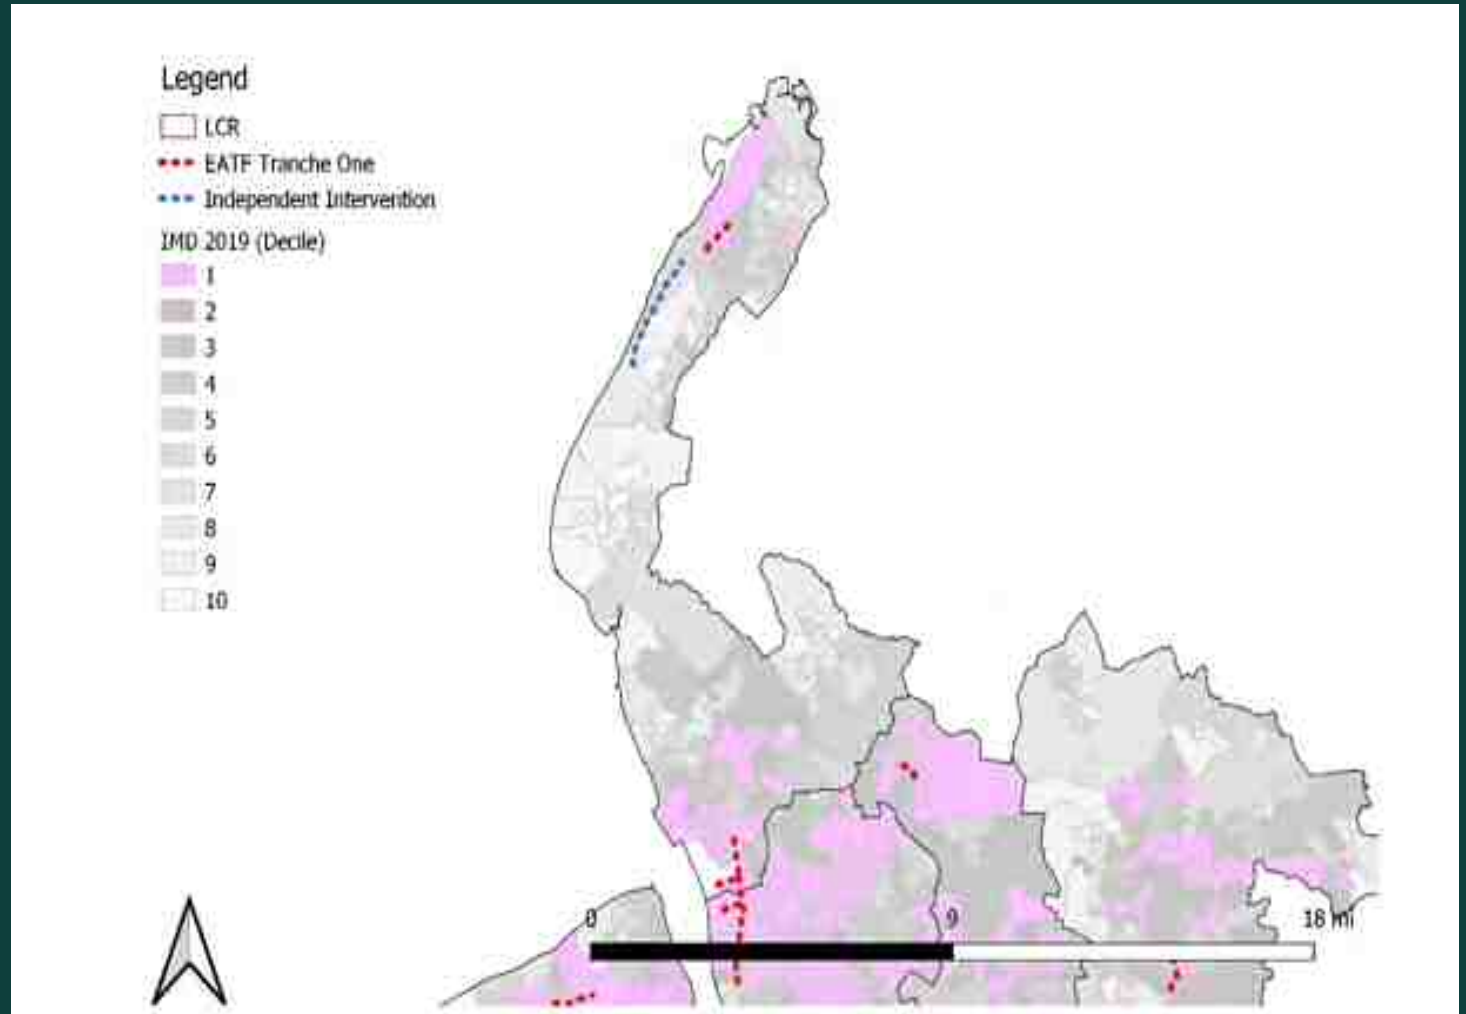 Legend
LCR
EATF Tranche One
Independent Intervention
IMD 2019 (Decile)
1
2
3
4
5
6
7
8
9
10
0 9 18 mi